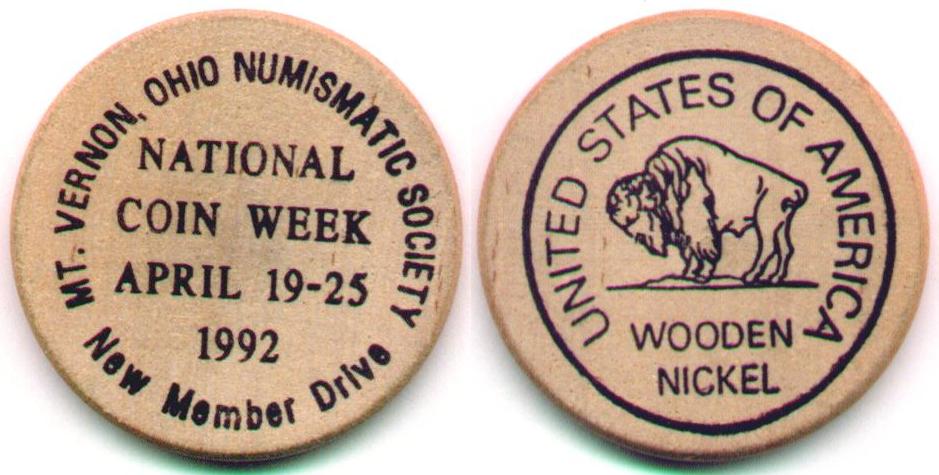 MT. VERNON, OHIO NUMISMATIC SOCIETY
NATIONAL
COIN WEEK
APRIL 19-25
1992
New Member Drive
UNITED STATES OF AMERICA
WOODEN
NICKEL